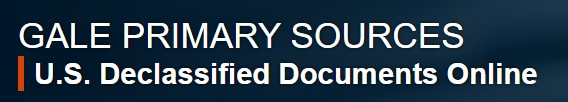 GALE PRIMARY SOURCES
U.S. Declassified Documents Online